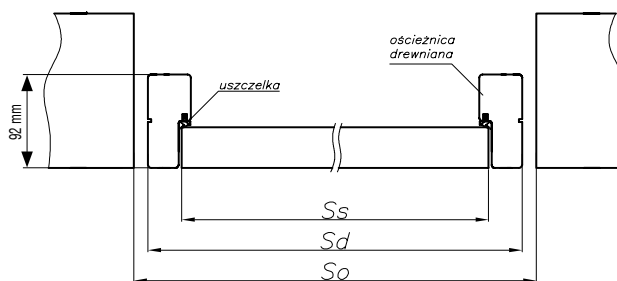 ościeżnica
drewniana
uszczelka
92 mm
Ss
Sd
So